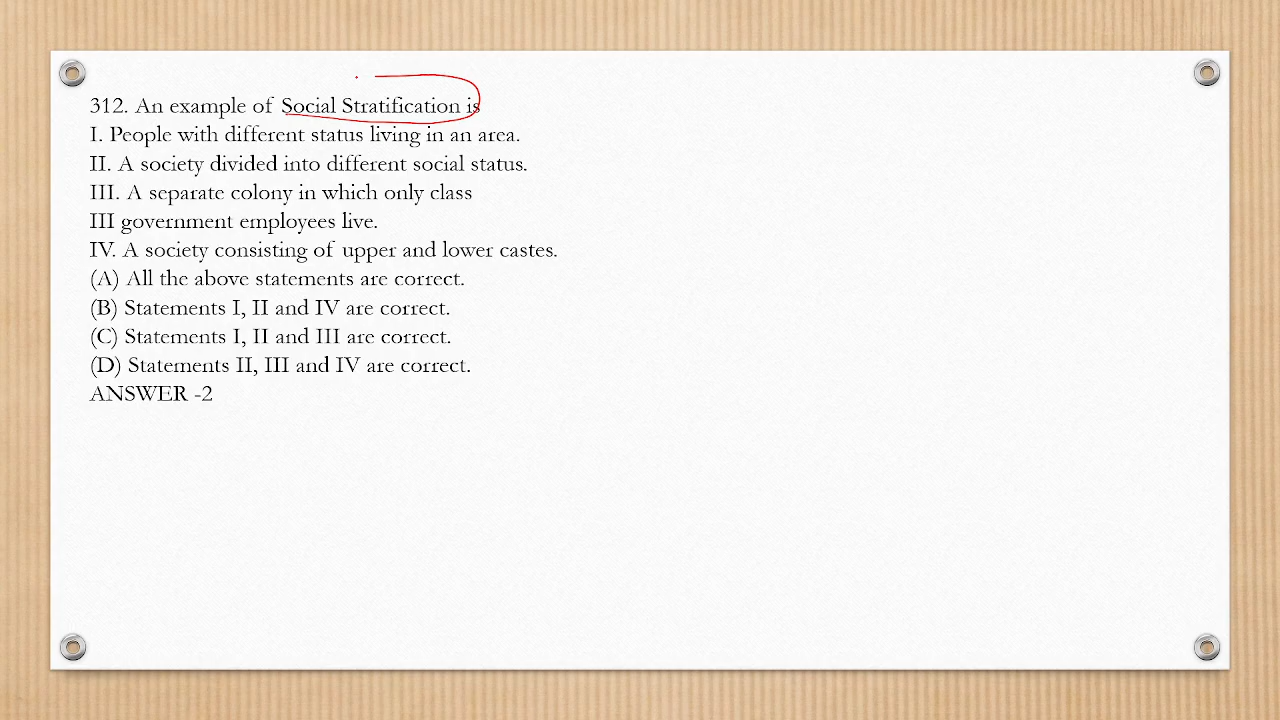 312. An example of Social Stratification is
I. People with different status living in an area.
II. A society divided into different social status.
III. A separate colony in which only class
III government employees live.
IV. A society consisting of upper and lower castes.
(A) All the above statements are correct.
(B) Statements I, II and IV are correct.
(C) Statements I, II and III are correct.
(D) Statements II, III and IV are correct.
ANSWER -2